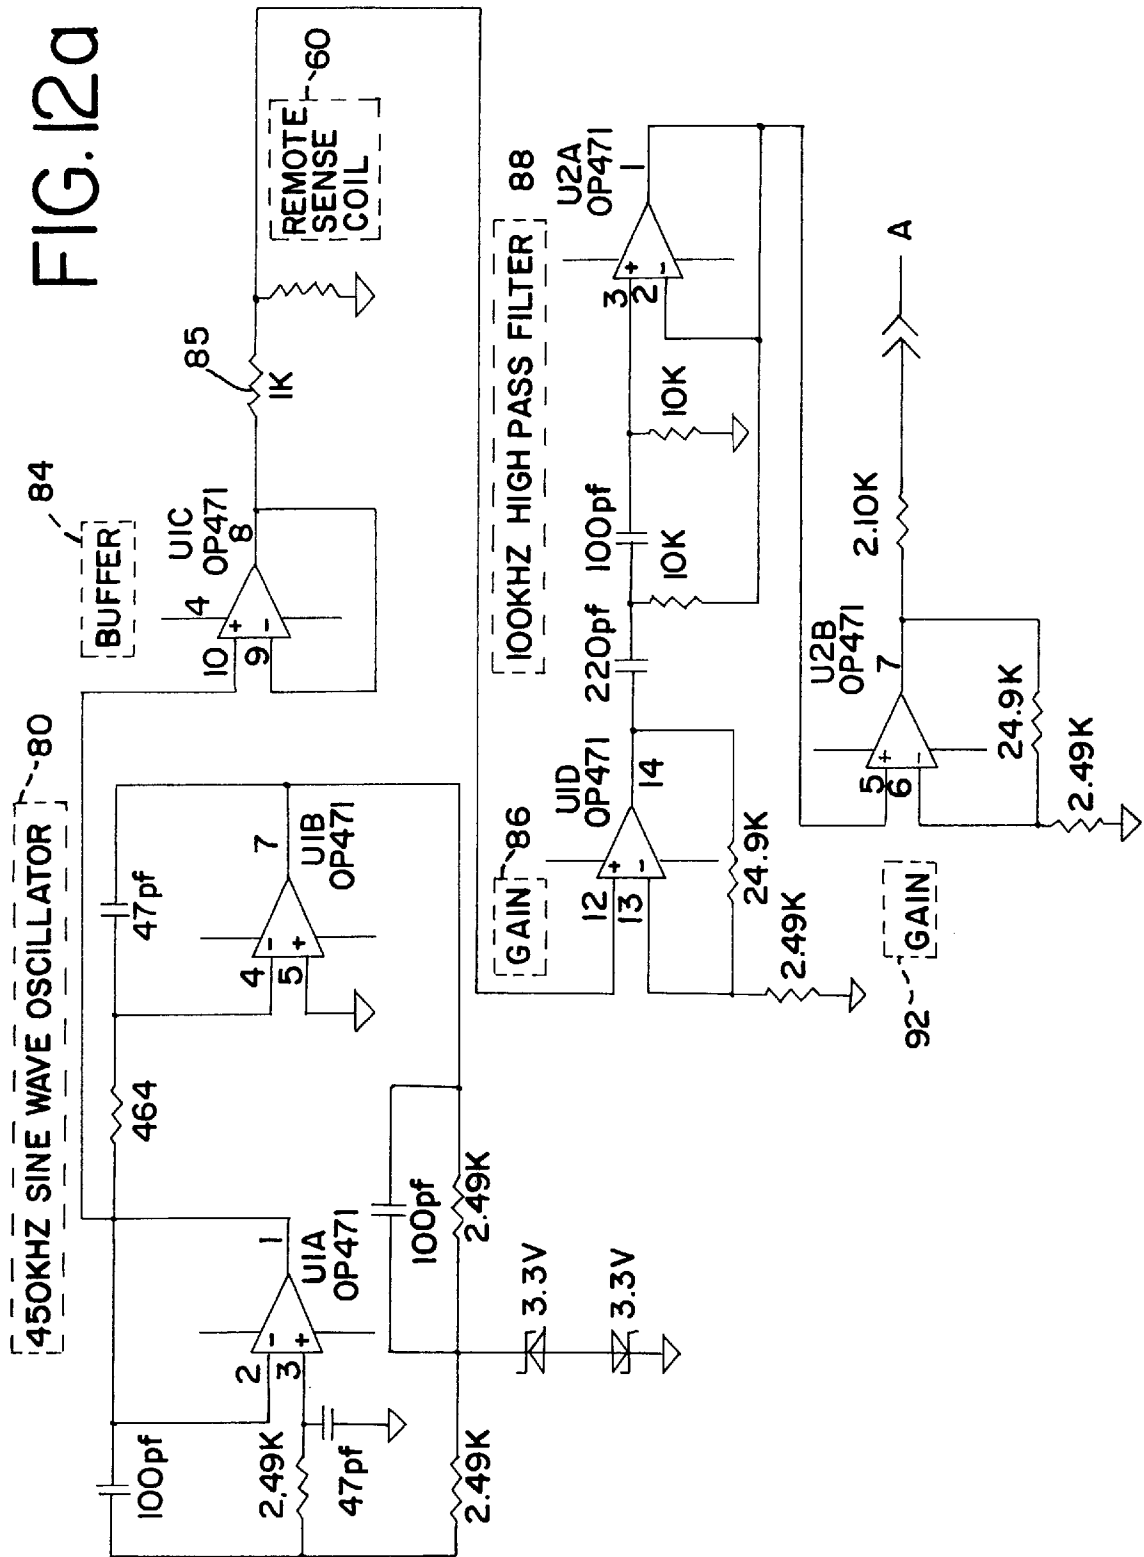 FIG. 12a
450KHZ SINE WAVE OSCILLATOR
80
100pf
2
3
1
U1A
OP471
2.49K
47pf
2.49K
464
47pf
4
5
7
U1B
OP471
100pf
2.49K
3.3V
3.3V
BUFFER
84
10
9
4
8
U1C
OP471
85
1K
REMOTE
SENSE
COIL
60
GAIN
86
12
13
14
U1D
OP471
24.9K
2.49K
100KHZ HIGH PASS FILTER
88
220pf
100pf
10K
10K
3
2
1
U2A
OP471
92
GAIN
5
6
7
U2B
OP471
24.9K
2.49K
2.10K
A